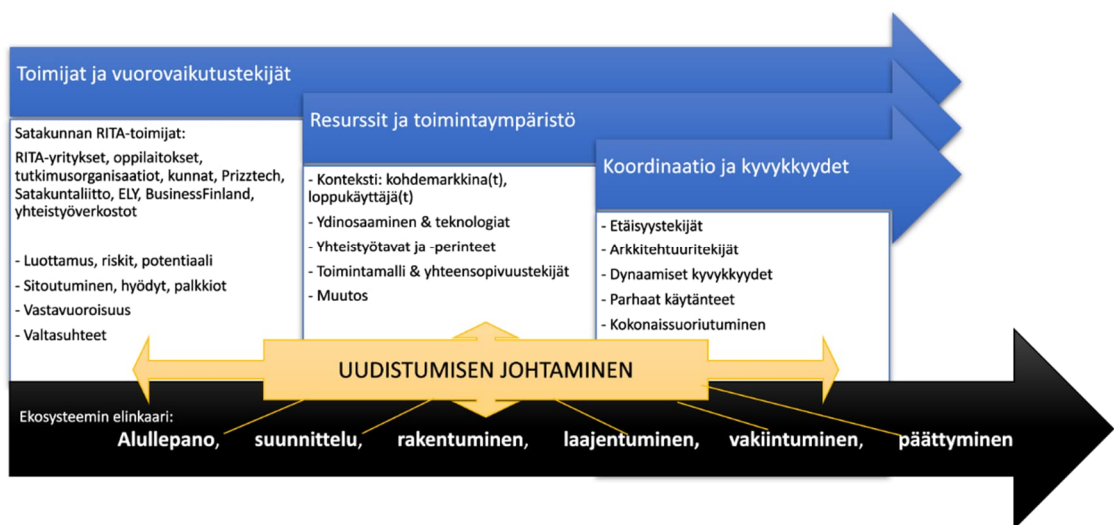 Toimijat ja vuorovaikutustekijät
Satakunnan RITA-toimijat:
RITA-yritykset, oppilaitokset,
tutkimusorganisaatiot, kunnat, Prizztech,
Satakuntaliitto, ELY, BusinessFinland,
yhteistyöverkostot
- Luottamus, riskit, potentiaali
- Sitoutuminen, hyödyt, palkkiot
- Vastavuoroisuus
- Valtasuhteet
Resurssit ja toimintaympäristö
- Konteksti: kohdemarkkina(t),
loppukäyttäjä(t)
- Ydinosaaminen & teknologiat
- Yhteistyötavat ja -perinteet
- Toimintamalli & yhteensopivuustekijät
- Muutos
Koordinaatio ja kyvykkyydet
- Etäisyystekijät
- Arkkitehtuuritekijät
- Dynaamiset kyvykkyydet
- Parhaat käytänteet
- Kokonaissuoriutuminen
UUDISTUMISEN JOHTAMINEN
Ekosysteemin elinkaari:
Alullepano, suunnittelu, rakentuminen, laajentuminen, vakiintuminen, päättyminen